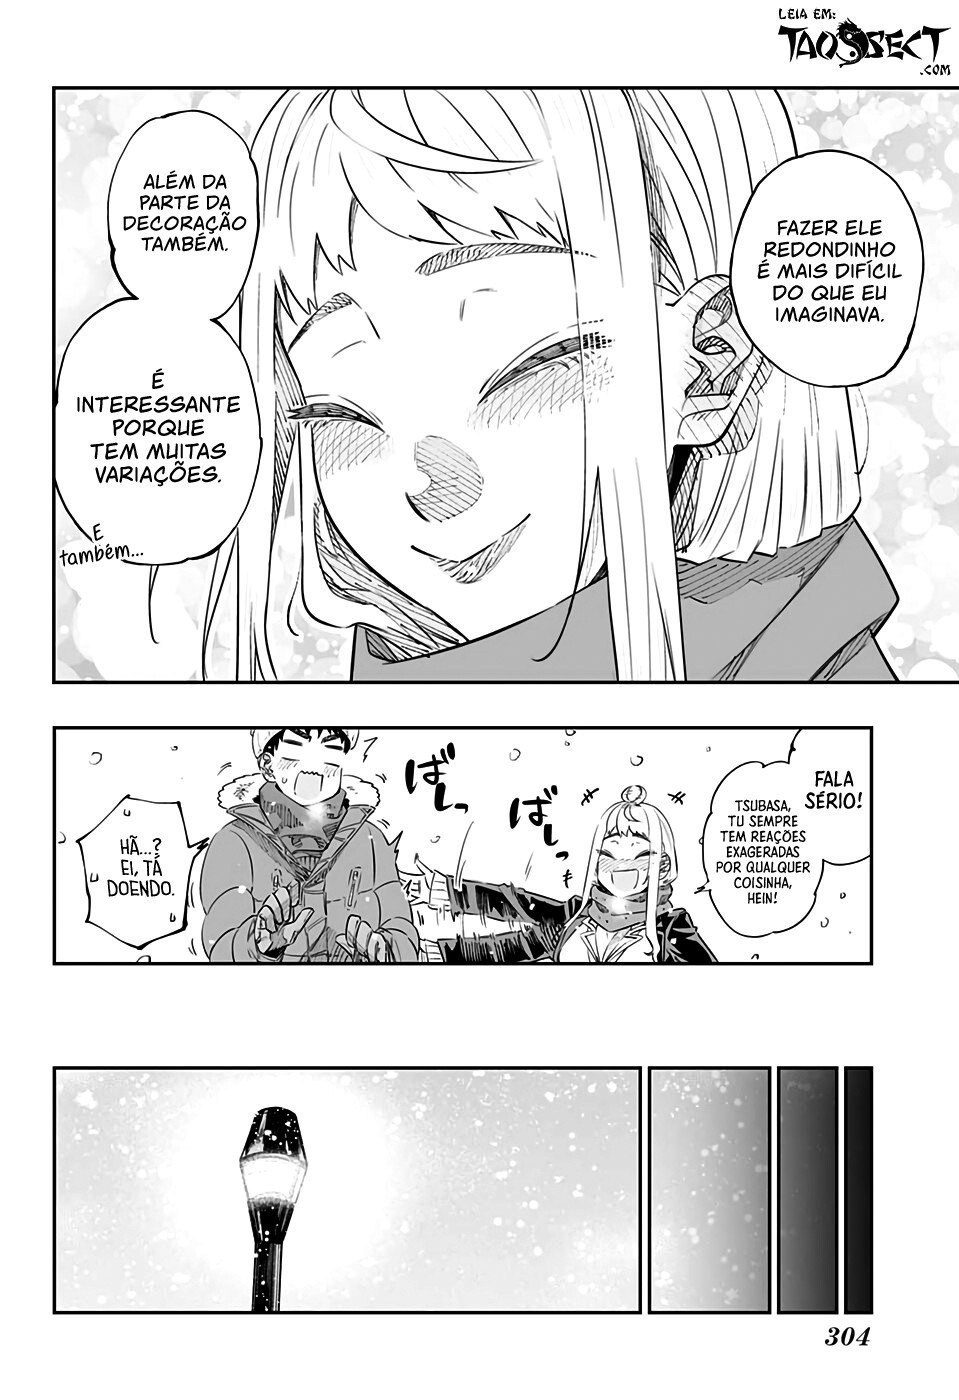 LEIA EM:
TAOSSECT
.COM
FAZER ELE
REDONDINHO
É MAIS DIFÍCIL
DO QUE EU
IMAGINAVA.
ALÉM DA
PARTE DA
DECORAÇÃO
TAMBÉM.
É
INTERESSANTE
PORQUE
TEM MUITAS
VARIAÇÕES.
E
também...
FALA
SÉRIO!
TSUBASA,
TU SEMPRE
TEM REAÇÕES
EXAGERADAS
POR QUALQUER
COISINHA,
HEIN!
ばしっ
ばしっ
HÃ...?
EI, TÁ
DOENDO.
304